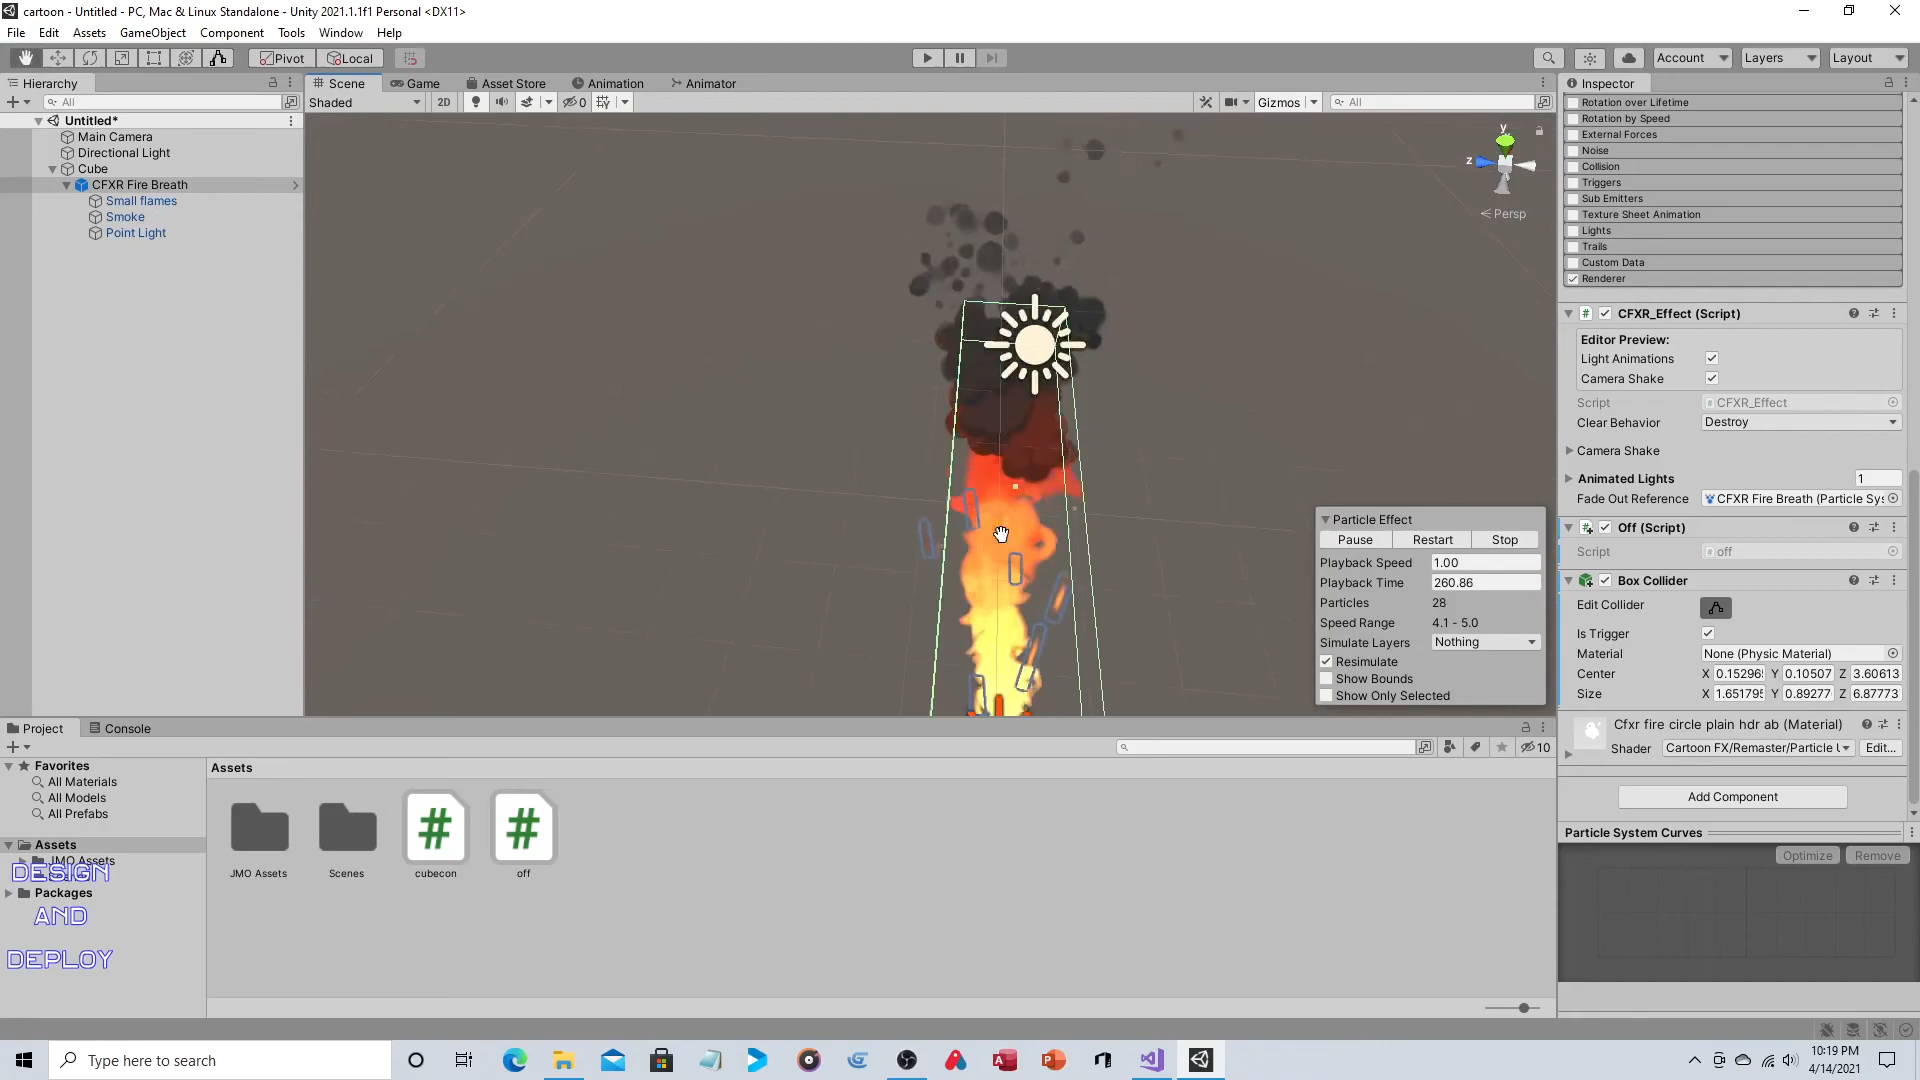 cartoon - Untitled - PC, Mac & Linux Standalone - Unity 2021.1.1f1 Personal <DX11>
File Edit Assets GameObject Component Tools Window Help
Pivot Local Account Layers Layout
Hierarchy
All
Untitled*
Main Camera
Directional Light
Cube
CFXR Fire Breath
Small flames
Smoke
Point Light
Scene Game Asset Store Animation Animator
Shaded 2D 0 Gizmos All
y
z
Persp
Particle Effect
Pause Restart Stop
Playback Speed 1.00
Playback Time 260.86
Particles 28
Speed Range 4.1 - 5.0
Simulate Layers Nothing
Resimulate
Show Bounds
Show Only Selected
Inspector
Rotation over Lifetime
Rotation by Speed
External Forces
Noise
Collision
Triggers
Sub Emitters
Texture Sheet Animation
Lights
Trails
Custom Data
Renderer
CFXR_Effect (Script)
Editor Preview:
Light Animations
Camera Shake
Script CFXR_Effect
Clear Behavior Destroy
Camera Shake
Animated Lights 1
Fade Out Reference CFXR Fire Breath (Particle Sys
Off (Script)
Script off
Box Collider
Edit Collider
Is Trigger
Material None (Physic Material)
Center X 0.15296 Y 0.10507 Z 3.60613
Size X 1.651795 Y 0.89277 Z 6.87773
Cfxr fire circle plain hdr ab (Material)
Shader Cartoon FX/Remaster/Particle Edit...
Add Component
Particle System Curves
Optimize Remove
Project Console
10
Favorites
All Materials
All Models
All Prefabs
Assets
JMO Assets
Packages
DESIGN
AND
DEPLOY
Assets
JMO Assets Scenes cubecon off
Type here to search
10:19 PM
4/14/2021